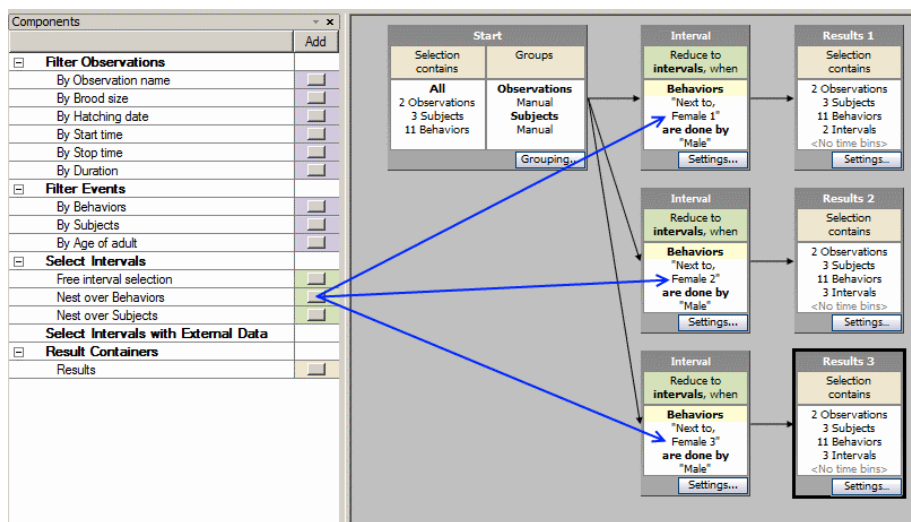 Components
Add
Filter Observations
By Observation name
By Brood size
By Hatching date
By Start time
By Stop time
By Duration
Filter Events
By Behaviors
By Subjects
By Age of adult
Select Intervals
Free interval selection
Nest over Behaviors
Nest over Subjects
Select Intervals with External Data
Result Containers
Results
Start
Selection
contains
Groups
All
2 Observations
3 Subjects
11 Behaviors
Observations
Manual
Subjects
Manual
Grouping...
Interval
Reduce to
intervals, when
Behaviors
"Next to,
Female 1"
are done by
"Male"
Settings...
Results 1
Selection
contains
2 Observations
3 Subjects
11 Behaviors
2 Intervals
<No time bins>
Settings...
Interval
Reduce to
intervals, when
Behaviors
"Next to,
Female 2"
are done by
"Male"
Settings...
Results 2
Selection
contains
2 Observations
3 Subjects
11 Behaviors
3 Intervals
<No time bins>
Settings...
Interval
Reduce to
intervals, when
Behaviors
"Next to,
Female 3"
are done by
"Male"
Settings...
Results 3
Selection
contains
2 Observations
3 Subjects
11 Behaviors
3 Intervals
<No time bins>
Settings...